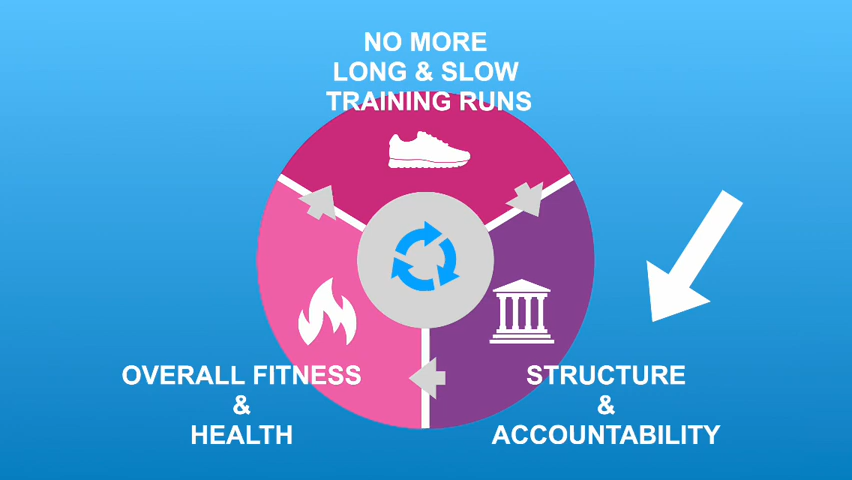 NO MORE
LONG & SLOW
TRAINING RUNS
OVERALL FITNESS
&
HEALTH
STRUCTURE
&
ACCOUNTABILITY